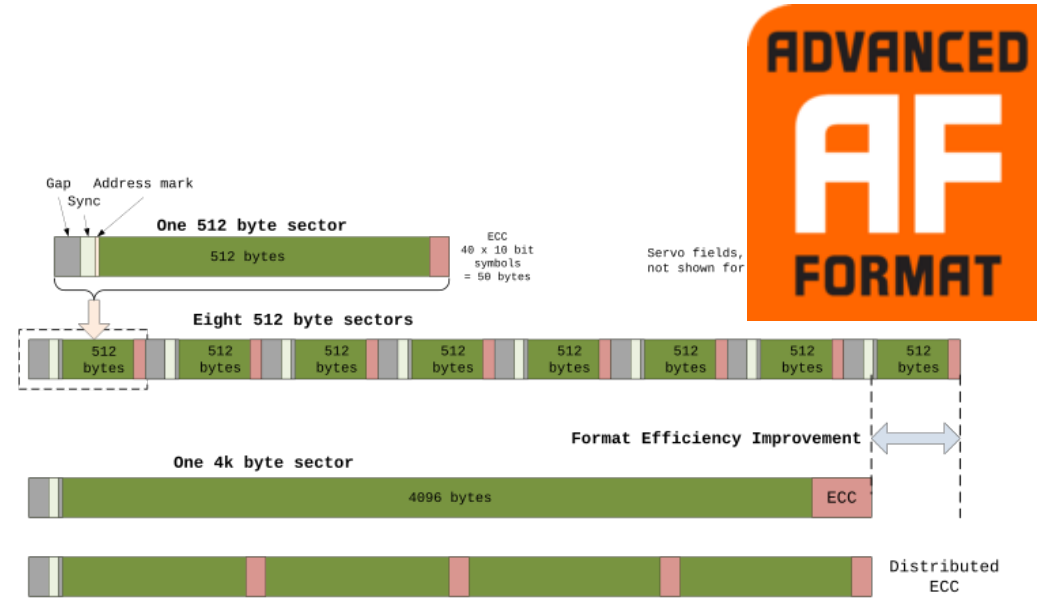 ADVANCED
AF
FORMAT
Gap Address mark
Sync
One 512 byte sector
512 bytes
ECC
40 x 10 bit
symbols
= 50 bytes
Servo fields,
not shown for
Eight 512 byte sectors
512 512 512 512 512 512 512 512
bytes bytes bytes bytes bytes bytes bytes bytes
Format Efficiency Improvement
One 4k byte sector
4096 bytes ECC
Distributed
ECC